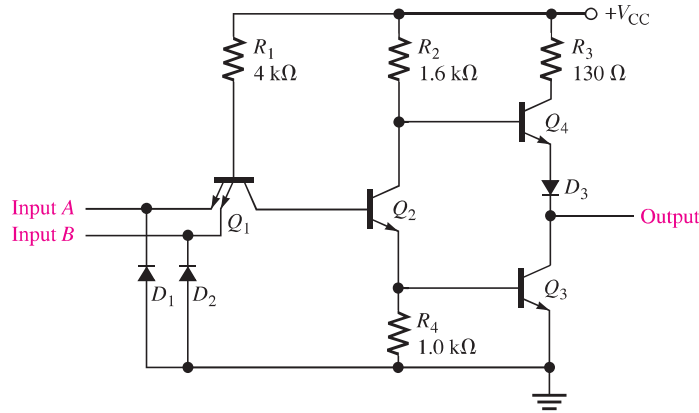 +V_CC
R₁
4 kΩ
R₂
1.6 kΩ
R₃
130 Ω
Q₄
Input A
Input B
Q₁
Q₂
D₃
Output
D₁
D₂
Q₃
R₄
1.0 kΩ